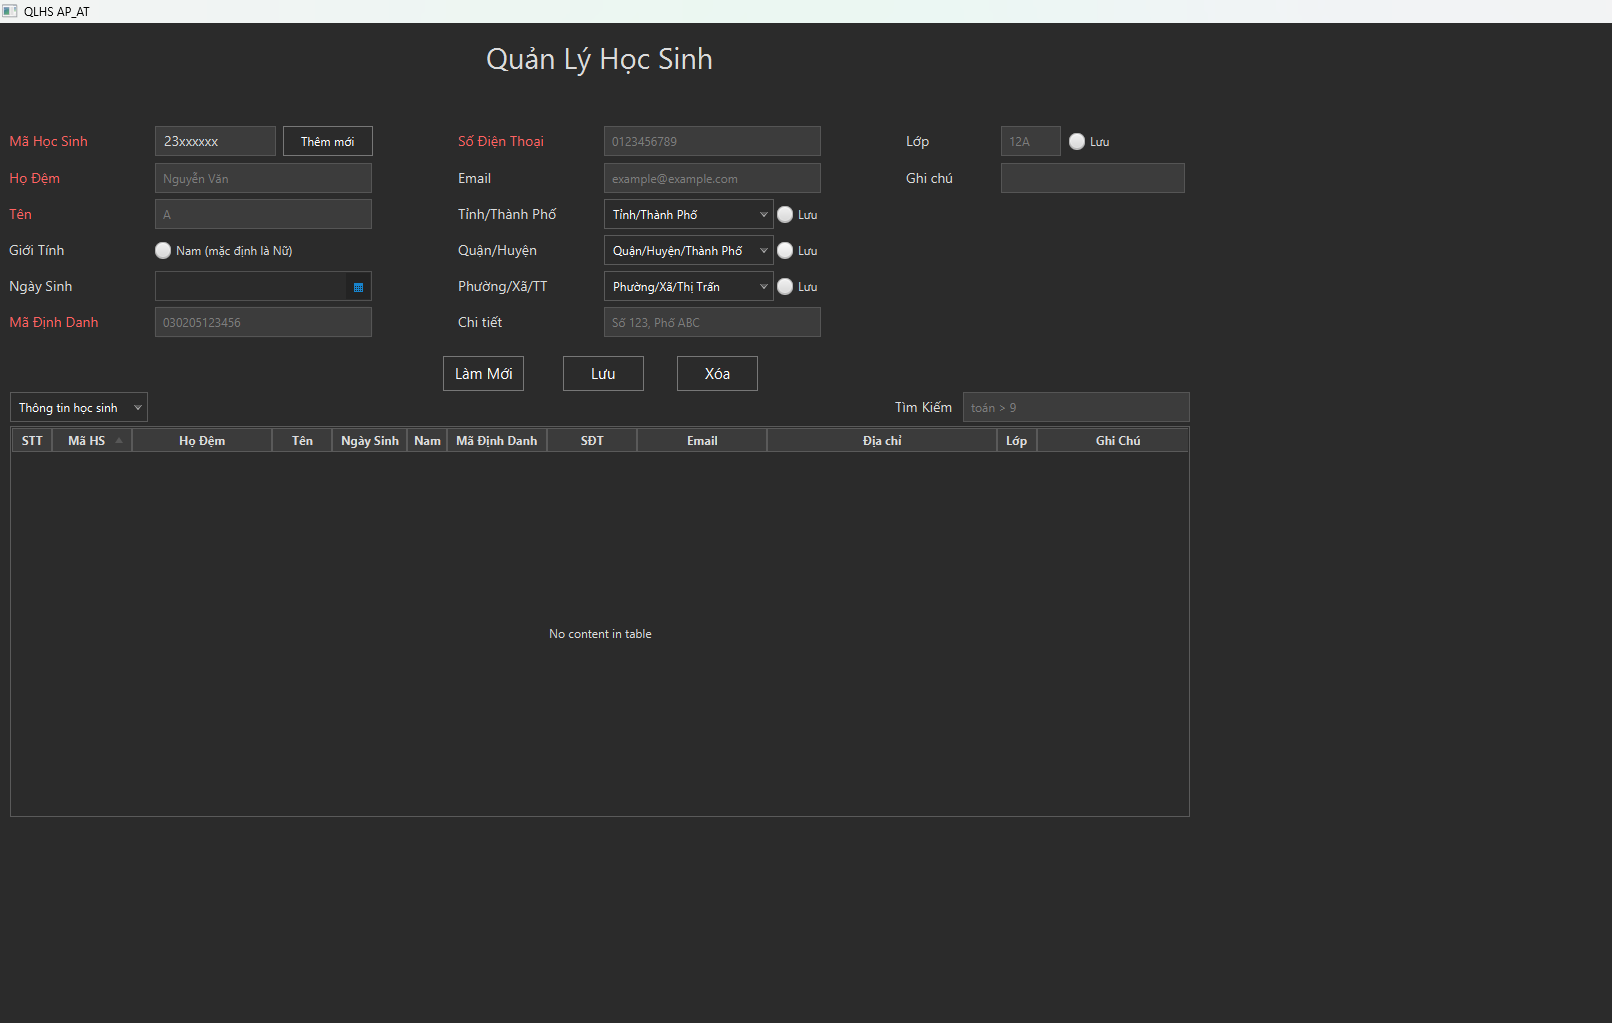 QLHS AP_AT
Quản Lý Học Sinh
Mã Học Sinh 23xxxxxx Thêm mới Số Điện Thoại 0123456789 Lớp 12A Lưu
Họ Đệm Nguyễn Văn Email example@example.com Ghi chú
Tên A Tỉnh/Thành Phố Tỉnh/Thành Phố Lưu
Giới Tính Nam (mặc định là Nữ) Quận/Huyện Quận/Huyện/Thành Phố Lưu
Ngày Sinh Phường/Xã/TT Phường/Xã/Thị Trấn Lưu
Mã Định Danh 030205123456 Chi tiết Số 123, Phố ABC
Làm Mới Lưu Xóa
Thông tin học sinh Tìm Kiếm toán > 9
STT Mã HS Họ Đệm Tên Ngày Sinh Nam Mã Định Danh SĐT Email Địa chỉ Lớp Ghi Chú
No content in table